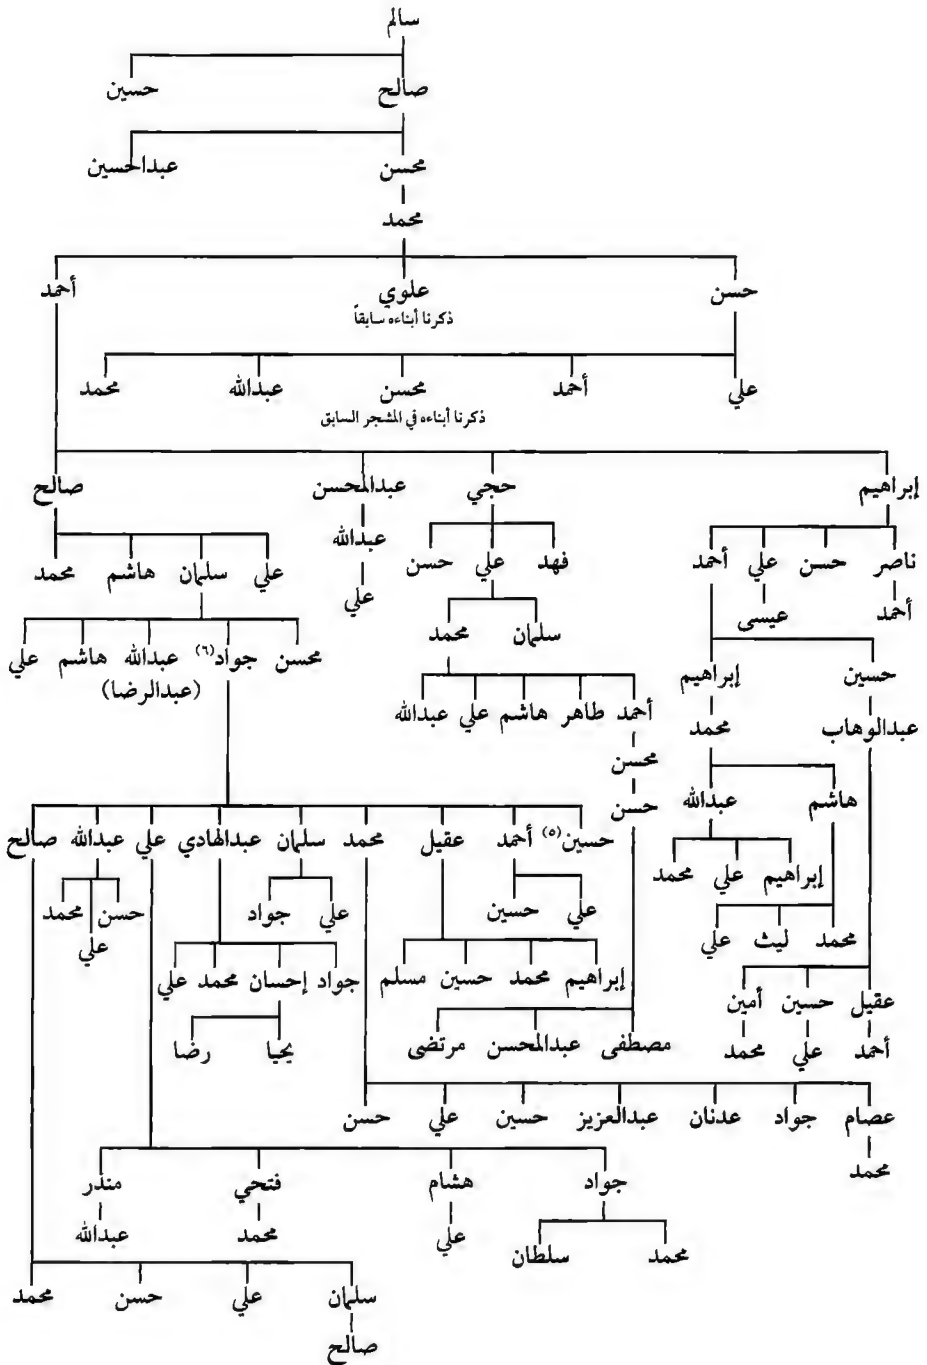 سالم
صالح حسين
محسن عبدالحسين
محمد
حسن علوي أحمد
ذكرنا أبناءه سابقاً
علي أحمد محسن عبدالله محمد
ذكرنا أبناءه في المشجر السابق
إبراهيم حجي عبدالمحسن صالح
ناصر حسن علي أحمد فهد علي حسن عبدالله علي سلمان هاشم محمد
أحمد عيسى سلمان محمد علي
محسن جواد(٦) عبدالله هاشم علي
(عبدالرضا)
حسين إبراهيم أحمد طاهر هاشم علي عبدالله
عبدالوهاب محمد محسن
هاشم عبدالله حسن
حسين(٥) أحمد عقيل محمد سلمان عبدالهادي علي عبدالله صالح
إبراهيم علي محمد علي حسين علي جواد حسن محمد
علي
محمد ليث علي إبراهيم محمد حسين مسلم جواد إحسان محمد علي
عقيل حسين أمين
أحمد علي محمد مصطفى عبدالمحسن مرتضى يحيا رضا
عصام جواد عدنان عبدالعزيز حسين علي حسن
محمد
جواد هشام فتحي منذر
محمد سلطان علي محمد عبدالله
سلمان علي حسن محمد
صالح